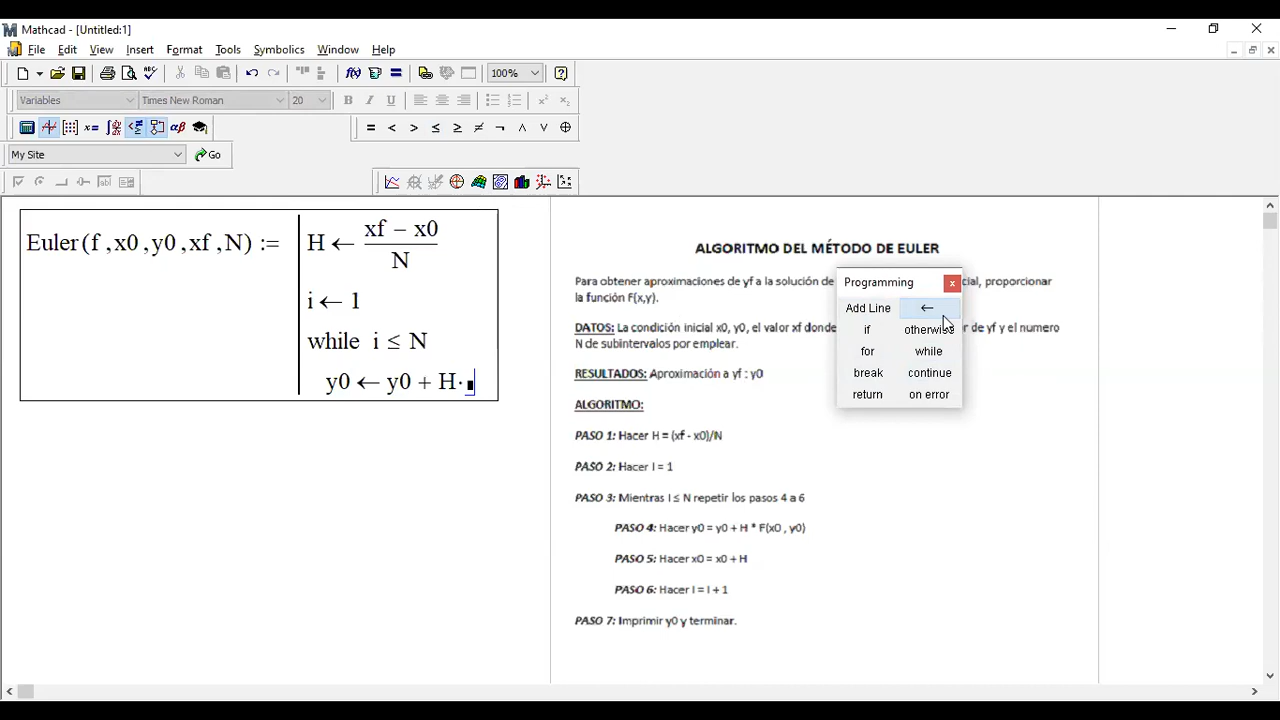 Mathcad - [Untitled:1]
File Edit View Insert Format Tools Symbolics Window Help
100%
Variables Times New Roman 20 B I U
My Site Go
Euler(f,x0,y0,xf,N) := H ← (xf − x0)/N
i ← 1
while i ≤ N
y0 ← y0 + H·
ALGORITMO DEL MÉTODO DE EULER
Para obtener aproximaciones de yf a la solución de cial, proporcionar
la función F(x,y).
DATOS: La condición inicial x0, y0, el valor xf donde r de yf y el numero
N de subintervalos por emplear.
RESULTADOS: Aproximación a yf : y0
ALGORITMO:
PASO 1: Hacer H = (xf - x0)/N
PASO 2: Hacer I = 1
PASO 3: Mientras I ≤ N repetir los pasos 4 a 6
PASO 4: Hacer y0 = y0 + H * F(x0 , y0)
PASO 5: Hacer x0 = x0 + H
PASO 6: Hacer I = I + 1
PASO 7: Imprimir y0 y terminar.
Programming
Add Line ←
if otherwise
for while
break continue
return on error